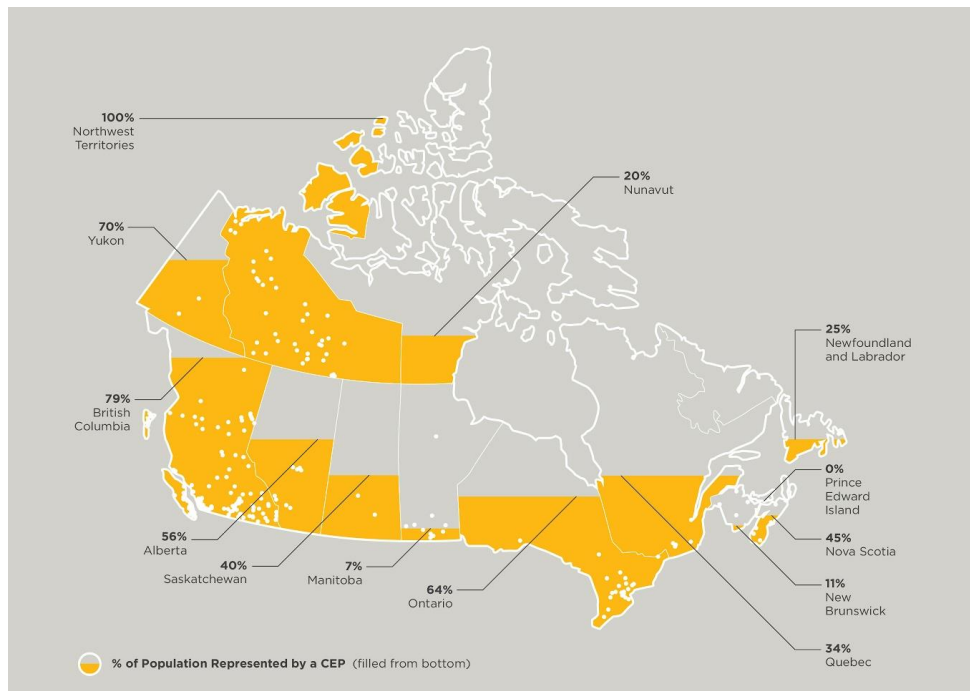 100%
Northwest
Territories
20%
Nunavut
70%
Yukon
25%
Newfoundland
and Labrador
79%
British
Columbia
0%
Prince
Edward
Island
56%
Alberta
45%
Nova Scotia
40%
Saskatchewan
7%
Manitoba
64%
Ontario
11%
New
Brunswick
34%
Quebec
% of Population Represented by a CEP (filled from bottom)